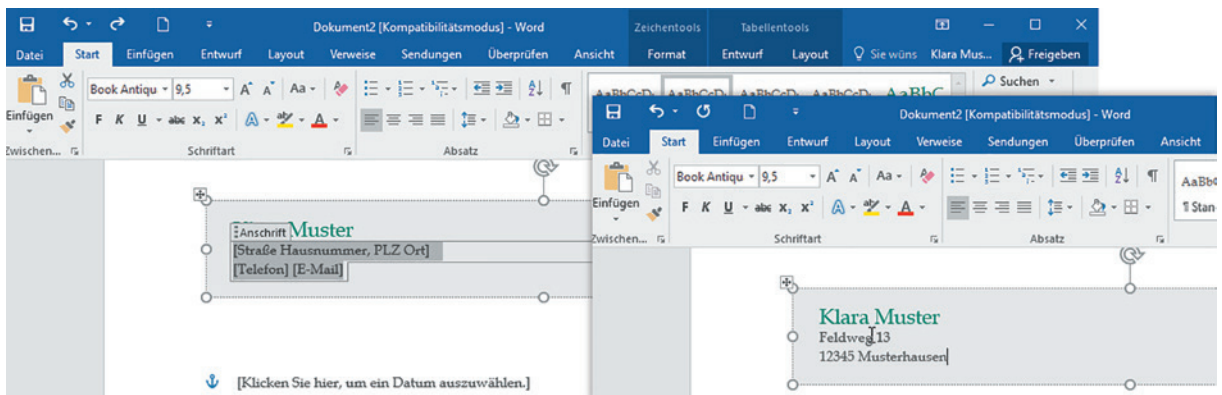 Dokument2 [Kompatibilitätsmodus] - Word
Zeichentools
Tabellentools
Datei Start Einfügen Entwurf Layout Verweise Sendungen Überprüfen Ansicht Format Entwurf Layout Sie wüns Klara Mus... Freigeben
Book Antiqu 9,5
Aa
Suchen
Einfügen
F K U abc X₂ X² A A
Zwischen... Schriftart Absatz
Anschrift Muster
[Straße Hausnummer, PLZ Ort]
[Telefon] [E-Mail]
[Klicken Sie hier, um ein Datum auszuwählen.]
Dokument2 [Kompatibilitätsmodus] - Word
Datei Start Einfügen Entwurf Layout Verweise Sendungen Überprüfen Ansicht
Book Antiqu 9,5
Aa
Einfügen
F K U abc X₂ X² A A
¶ Stan
Zwischen... Schriftart Absatz
Klara Muster
Feldweg 13
12345 Musterhausen